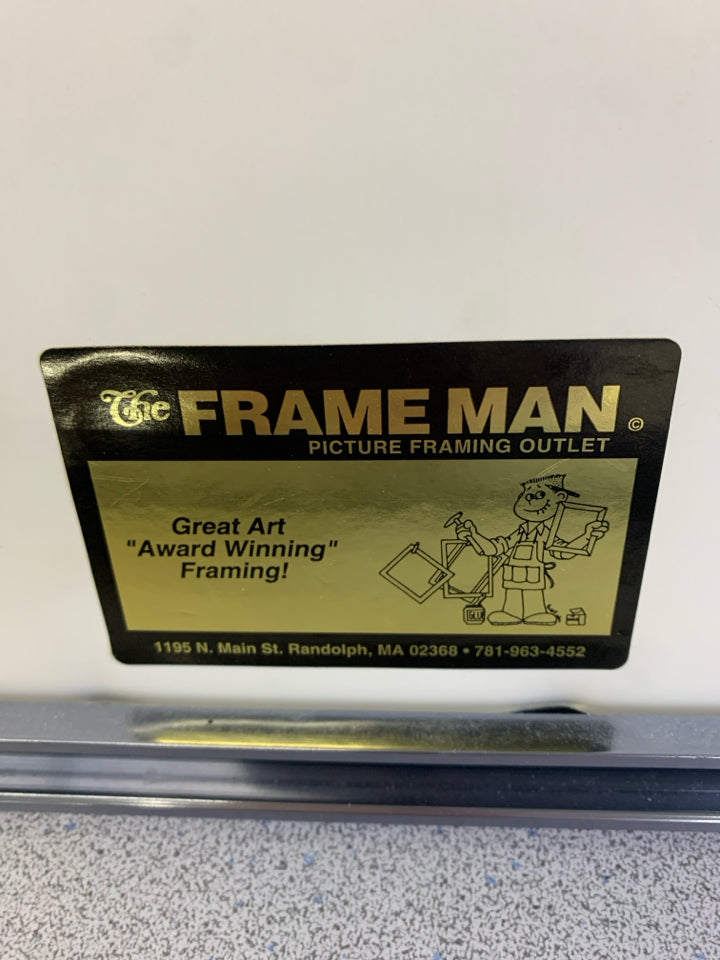 The FRAME MAN ©
PICTURE FRAMING OUTLET
Great Art
"Award Winning"
Framing!
GLUE
1195 N. Main St. Randolph, MA 02368 • 781-963-4552